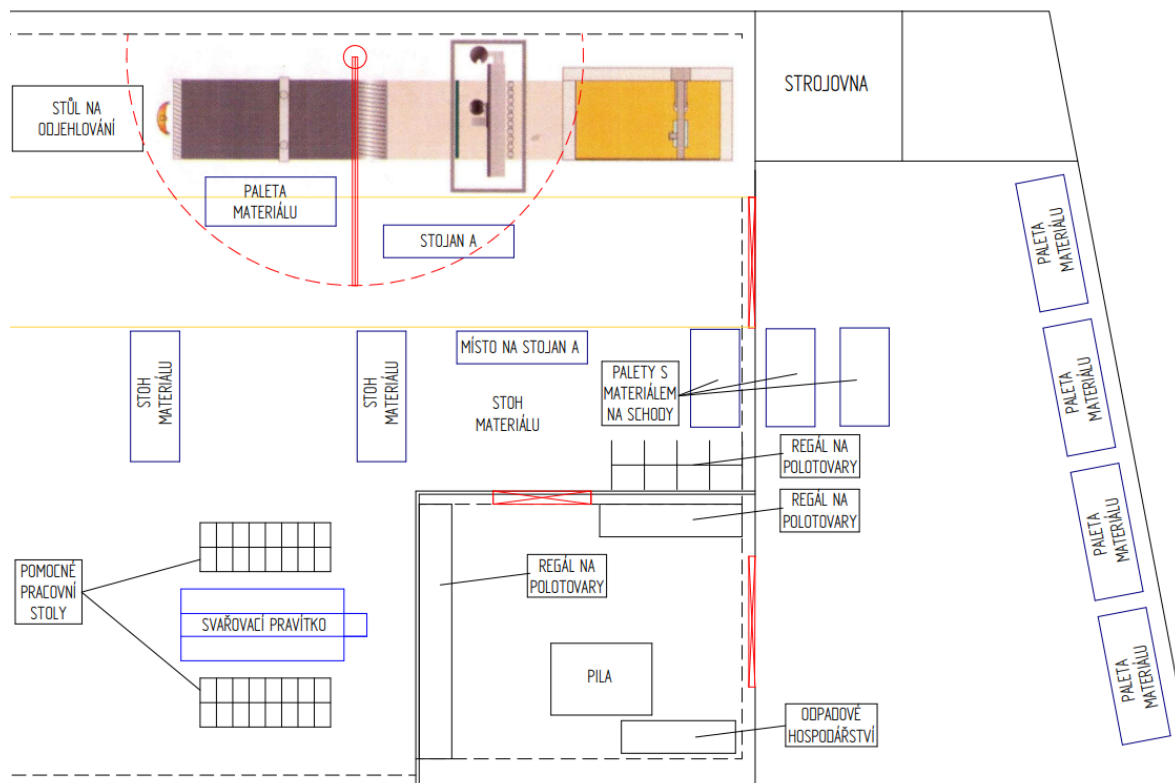 STROJOVNA
STŮL NA
ODJEHLOVÁNÍ
PALETA
MATERIÁLU
STOJAN A
PALETA
MATERIÁLU
STOH
MATERIÁLU
STOH
MATERIÁLU
MÍSTO NA STOJAN A
STOH
MATERIÁLU
PALETY S
MATERIÁLEM
NA SCHODY
PALETA
MATERIÁLU
REGÁL NA
POLOTOVARY
REGÁL NA
POLOTOVARY
PALETA
MATERIÁLU
POMOCNÉ
PRACOVNÍ
STOLY
SVAŘOVACÍ PRAVÍTKO
REGÁL NA
POLOTOVARY
PILA
ODPADOVÉ
HOSPODÁŘSTVÍ
PALETA
MATERIÁLU